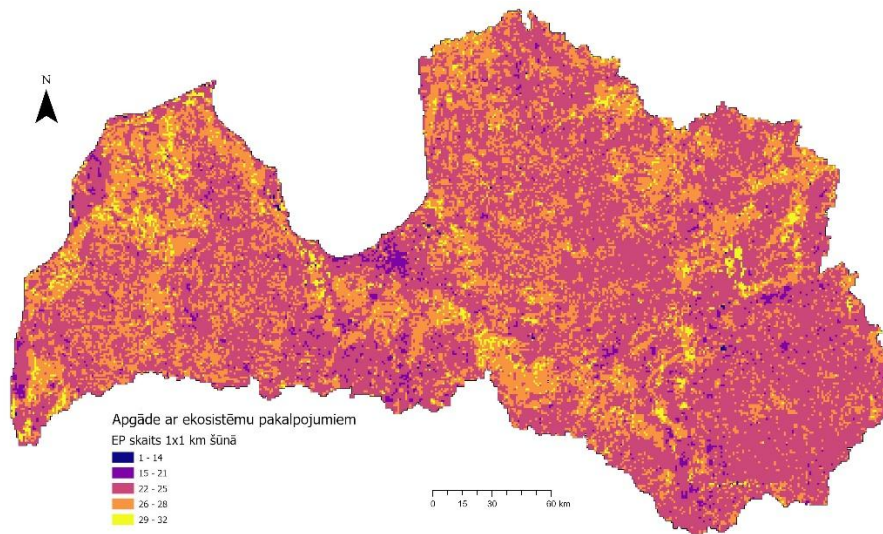 N
Apgāde ar ekosistēmu pakalpojumiem
EP skaits 1x1 km šūnā
1 - 14
15 - 21
22 - 25
26 - 28
29 - 32
0 15 30 60 km